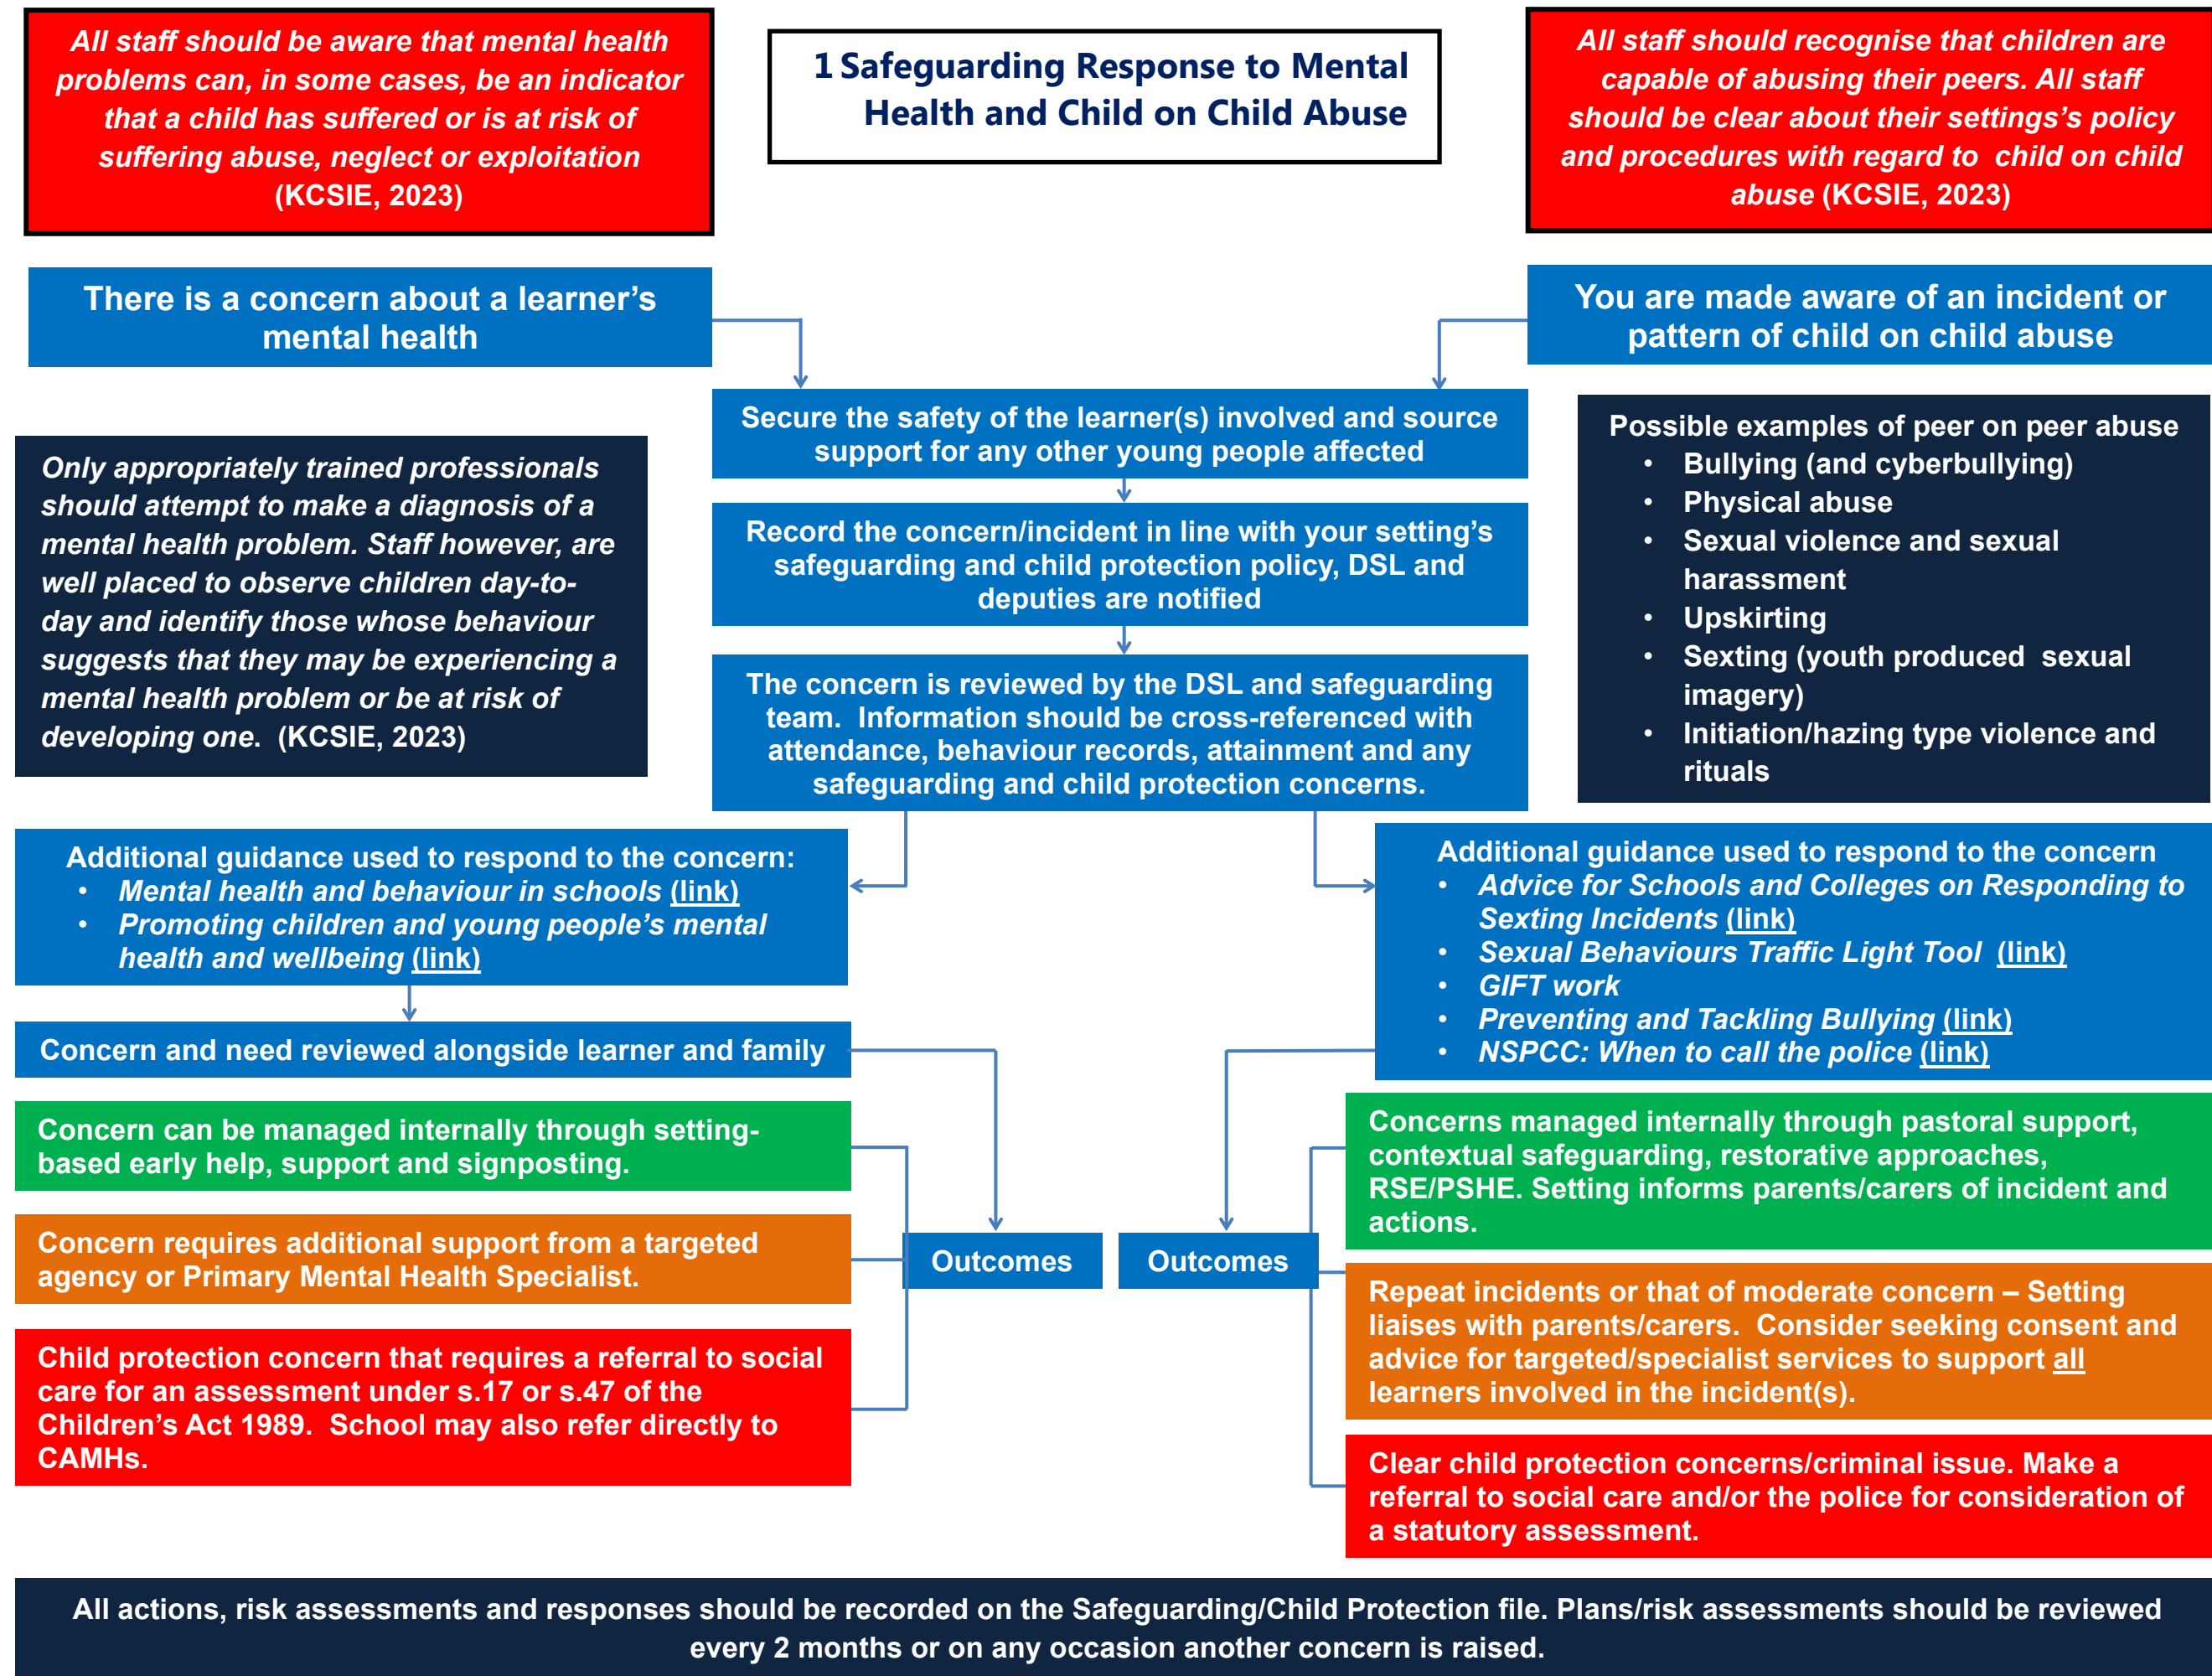 All staff should be aware that mental health
problems can, in some cases, be an indicator
that a child has suffered or is at risk of
suffering abuse, neglect or exploitation
(KCSIE, 2023)
1 Safeguarding Response to Mental
Health and Child on Child Abuse
All staff should recognise that children are
capable of abusing their peers. All staff
should be clear about their settings's policy
and procedures with regard to child on child
abuse (KCSIE, 2023)
There is a concern about a learner's
mental health
You are made aware of an incident or
pattern of child on child abuse
Secure the safety of the learner(s) involved and source
support for any other young people affected
Record the concern/incident in line with your setting's
safeguarding and child protection policy, DSL and
deputies are notified
The concern is reviewed by the DSL and safeguarding
team. Information should be cross-referenced with
attendance, behaviour records, attainment and any
safeguarding and child protection concerns.
Only appropriately trained professionals
should attempt to make a diagnosis of a
mental health problem. Staff however, are
well placed to observe children day-to-
day and identify those whose behaviour
suggests that they may be experiencing a
mental health problem or be at risk of
developing one. (KCSIE, 2023)
Possible examples of peer on peer abuse
• Bullying (and cyberbullying)
• Physical abuse
• Sexual violence and sexual
harassment
• Upskirting
• Sexting (youth produced sexual
imagery)
• Initiation/hazing type violence and
rituals
Additional guidance used to respond to the concern:
• Mental health and behaviour in schools (link)
• Promoting children and young people's mental
health and wellbeing (link)
Concern and need reviewed alongside learner and family
Additional guidance used to respond to the concern
• Advice for Schools and Colleges on Responding to
Sexting Incidents (link)
• Sexual Behaviours Traffic Light Tool (link)
• GIFT work
• Preventing and Tackling Bullying (link)
• NSPCC: When to call the police (link)
Outcomes
Outcomes
Concern can be managed internally through setting-
based early help, support and signposting.
Concern requires additional support from a targeted
agency or Primary Mental Health Specialist.
Child protection concern that requires a referral to social
care for an assessment under s.17 or s.47 of the
Children's Act 1989. School may also refer directly to
CAMHs.
Concerns managed internally through pastoral support,
contextual safeguarding, restorative approaches,
RSE/PSHE. Setting informs parents/carers of incident and
actions.
Repeat incidents or that of moderate concern – Setting
liaises with parents/carers. Consider seeking consent and
advice for targeted/specialist services to support all
learners involved in the incident(s).
Clear child protection concerns/criminal issue. Make a
referral to social care and/or the police for consideration of
a statutory assessment.
All actions, risk assessments and responses should be recorded on the Safeguarding/Child Protection file. Plans/risk assessments should be reviewed
every 2 months or on any occasion another concern is raised.